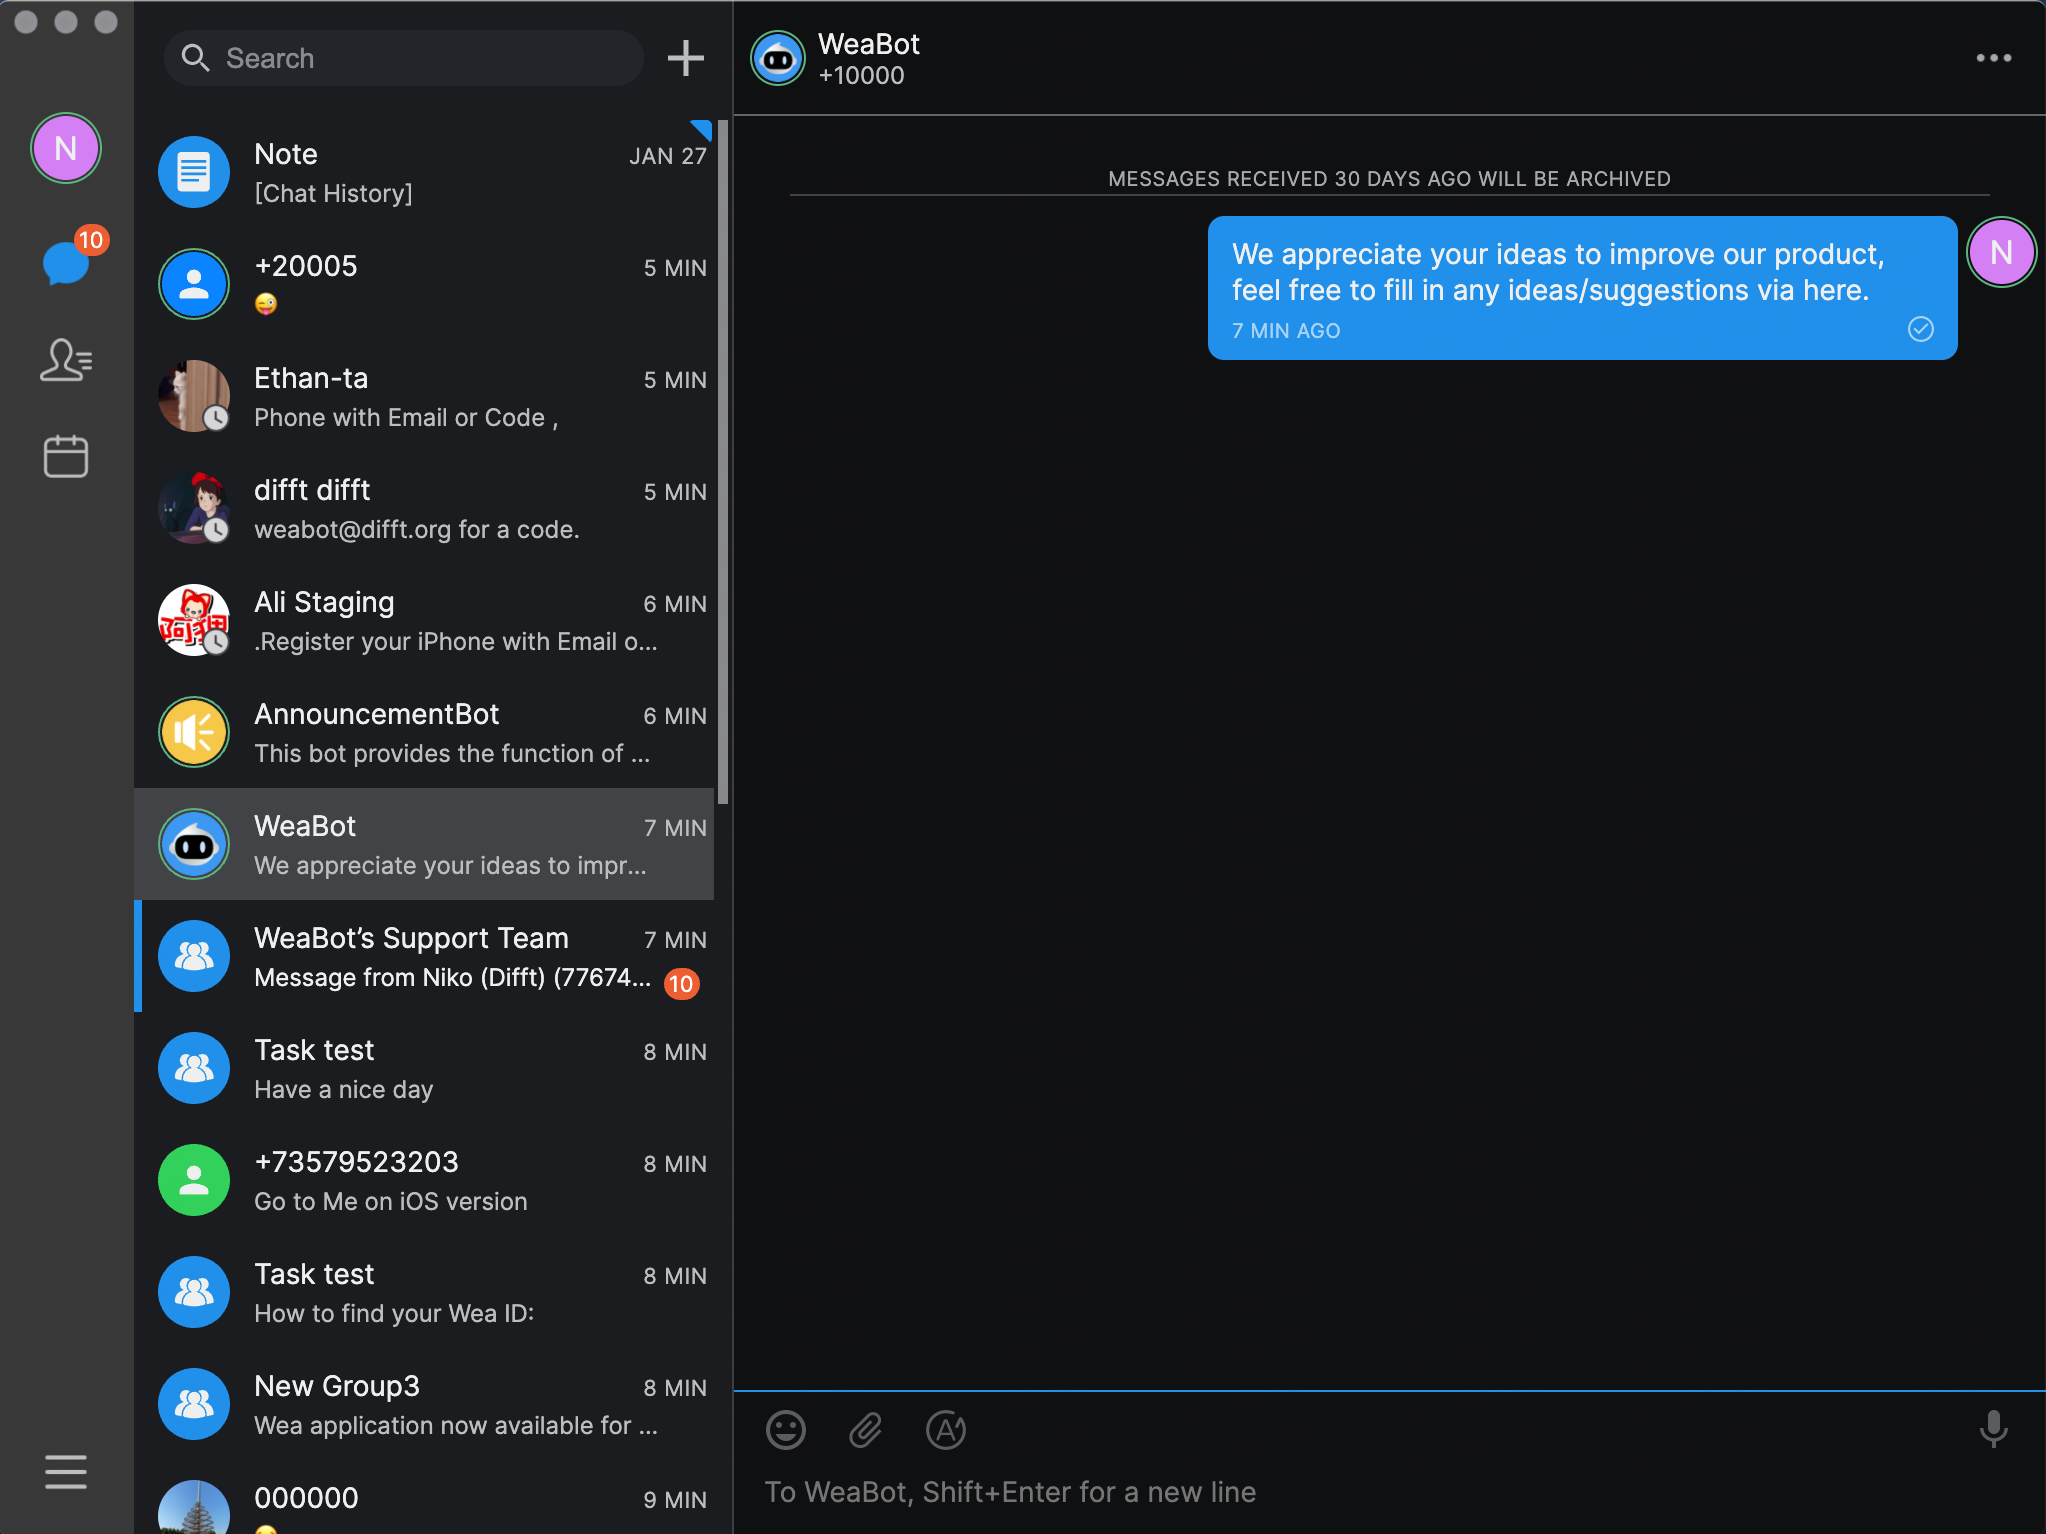 Search
N
10
Note
JAN 27
[Chat History]
+20005
5 MIN
Ethan-ta
5 MIN
Phone with Email or Code ,
difft difft
5 MIN
weabot@difft.org for a code.
Ali Staging
6 MIN
.Register your iPhone with Email o...
阿狸
AnnouncementBot
6 MIN
This bot provides the function of ...
WeaBot
7 MIN
We appreciate your ideas to impr...
WeaBot’s Support Team
7 MIN
Message from Niko (Difft) (77674...
10
Task test
8 MIN
Have a nice day
+73579523203
8 MIN
Go to Me on iOS version
Task test
8 MIN
How to find your Wea ID:
New Group3
8 MIN
Wea application now available for ...
000000
9 MIN
WeaBot
+10000
MESSAGES RECEIVED 30 DAYS AGO WILL BE ARCHIVED
We appreciate your ideas to improve our product,
feel free to fill in any ideas/suggestions via here.
7 MIN AGO
N
A
To WeaBot, Shift+Enter for a new line